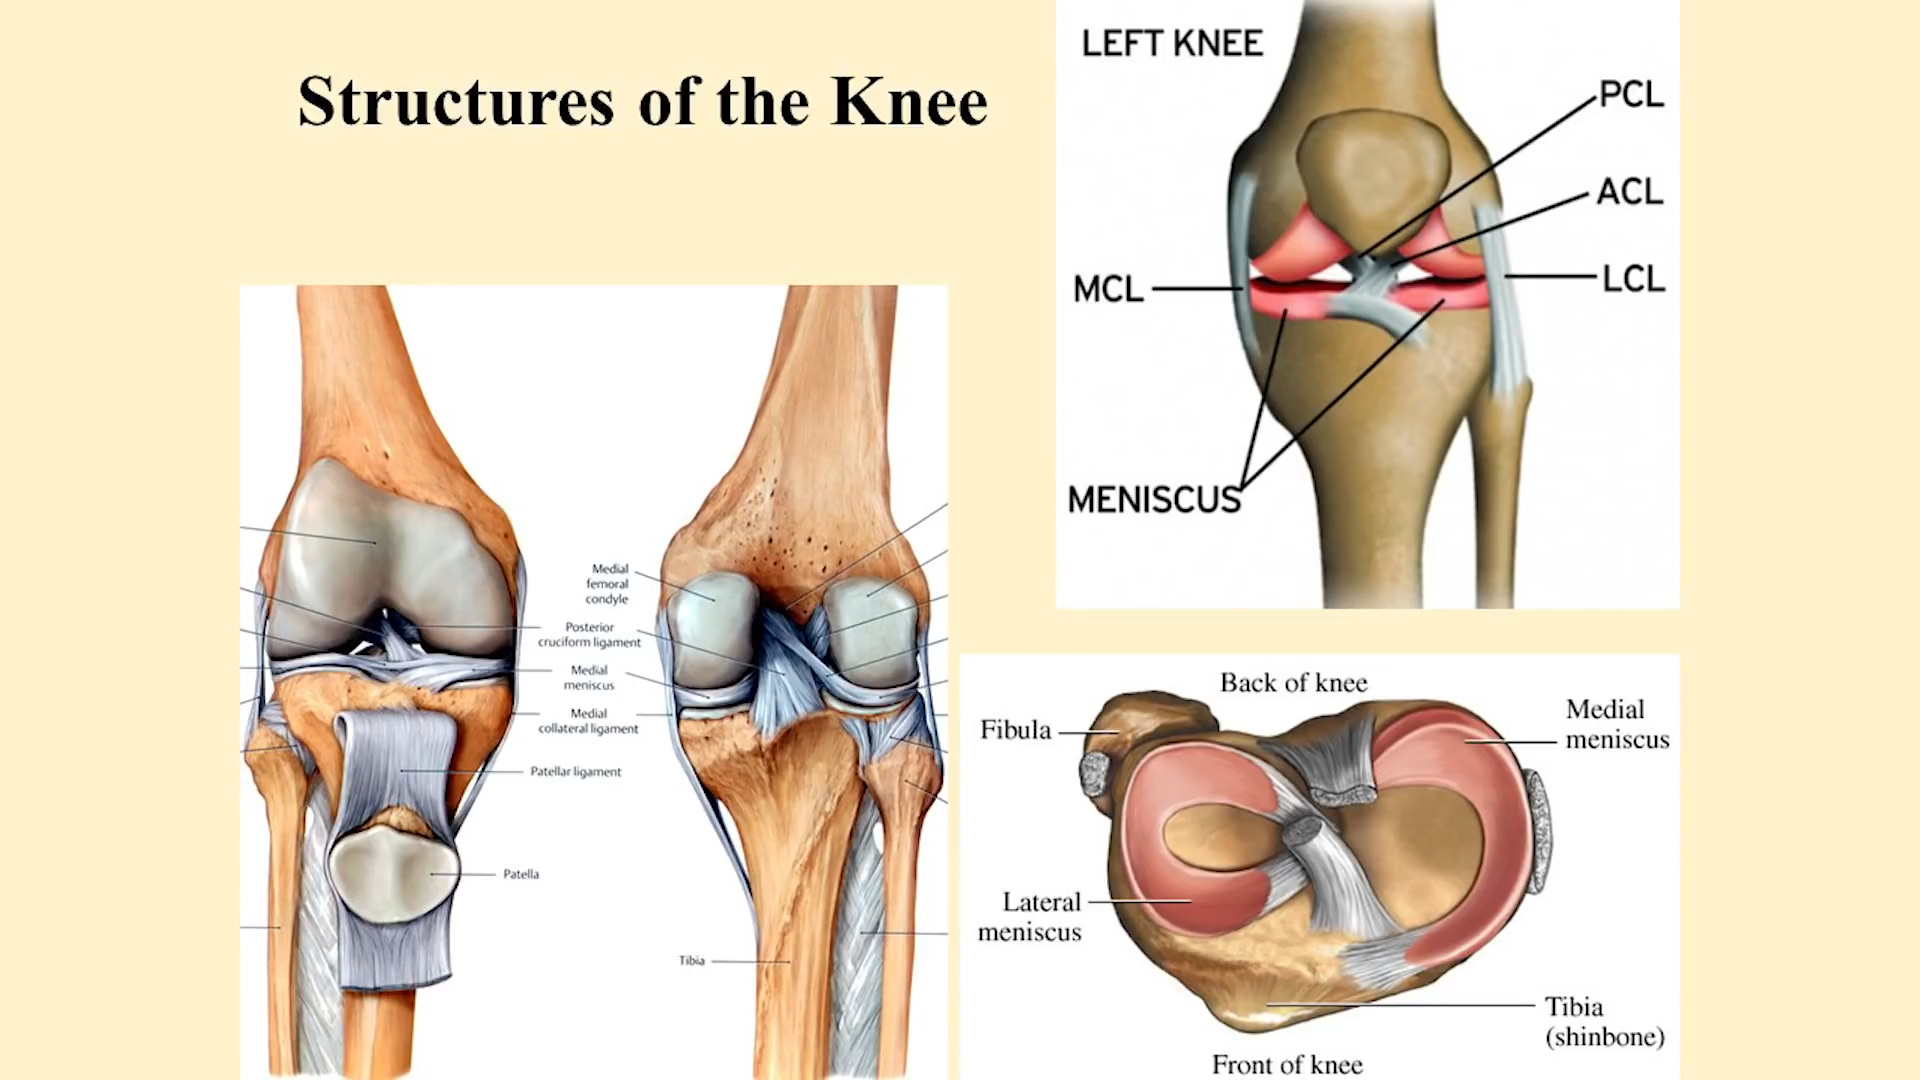 Structures of the Knee
LEFT KNEE
PCL
ACL
MCL
LCL
MENISCUS
Medial
femoral
condyle
Posterior
cruciform ligament
Medial
meniscus
Medial
collateral ligament
Patellar ligament
Patella
Tibia
Back of knee
Fibula
Medial
meniscus
Lateral
meniscus
Tibia
(shinbone)
Front of knee